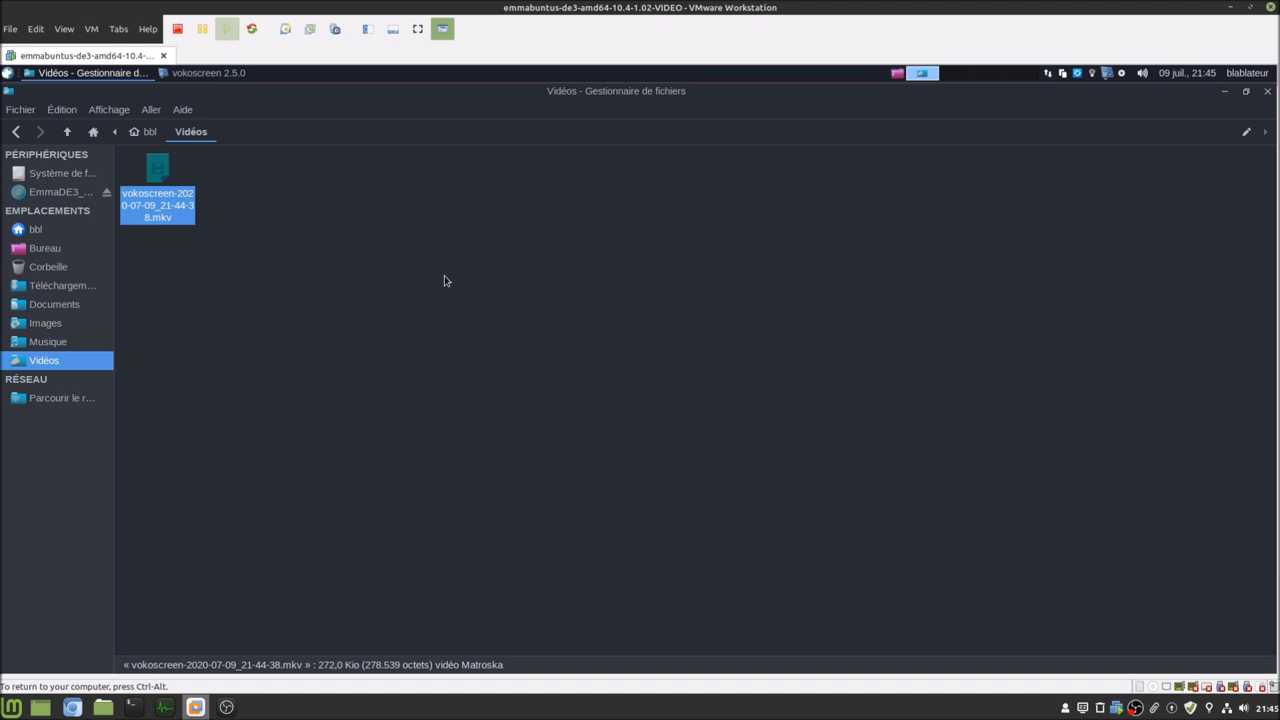 emmabuntus-de3-amd64-10.4-1.02-VIDEO - VMware Workstation
File Edit View VM Tabs Help
emmabuntus-de3-amd64-10.4-...
Vidéos - Gestionnaire d... vokoscreen 2.5.0 09 juil., 21:45 blablateur
Vidéos - Gestionnaire de fichiers
Fichier Édition Affichage Aller Aide
bbl Vidéos
PÉRIPHÉRIQUES
Système de f...
EmmaDE3_...
EMPLACEMENTS
bbl
Bureau
Corbeille
Téléchargem...
Documents
Images
Musique
Vidéos
RÉSEAU
Parcourir le r...
vokoscreen-202
0-07-09_21-44-3
8.mkv
« vokoscreen-2020-07-09_21-44-38.mkv » : 272,0 Kio (278.539 octets) vidéo Matroska
To return to your computer, press Ctrl-Alt.
21:45